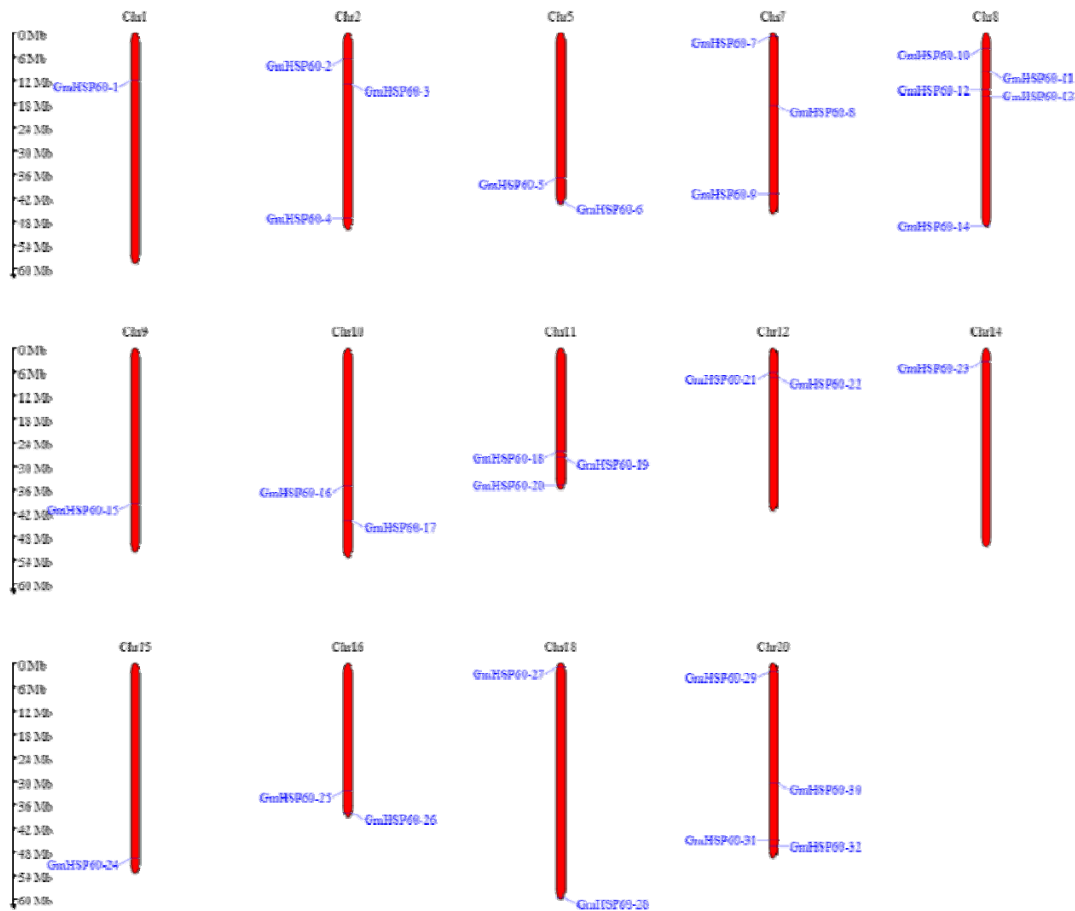 Chr1 Chr2 Chr5 Chr7 Chr8
0 Mb
6 Mb
12 Mb
18 Mb
24 Mb
30 Mb
36 Mb
42 Mb
48 Mb
54 Mb
60 Mb
GmHSP60-1
GmHSP60-2
GmHSP60-3
GmHSP60-4
GmHSP60-5
GmHSP60-6
GmHSP60-7
GmHSP60-8
GmHSP60-9
GmHSP60-10
GmHSP60-11
GmHSP60-12
GmHSP60-13
GmHSP60-14
Chr9 Chr10 Chr11 Chr12 Chr14
0 Mb
6 Mb
12 Mb
18 Mb
24 Mb
30 Mb
36 Mb
42 Mb
48 Mb
54 Mb
60 Mb
GmHSP60-15
GmHSP60-16
GmHSP60-17
GmHSP60-18
GmHSP60-19
GmHSP60-20
GmHSP60-21
GmHSP60-22
GmHSP60-23
Chr15 Chr16 Chr18 Chr20
0 Mb
6 Mb
12 Mb
18 Mb
24 Mb
30 Mb
36 Mb
42 Mb
48 Mb
54 Mb
60 Mb
GmHSP60-24
GmHSP60-25
GmHSP60-26
GmHSP60-27
GmHSP60-28
GmHSP60-29
GmHSP60-30
GmHSP60-31
GmHSP60-32